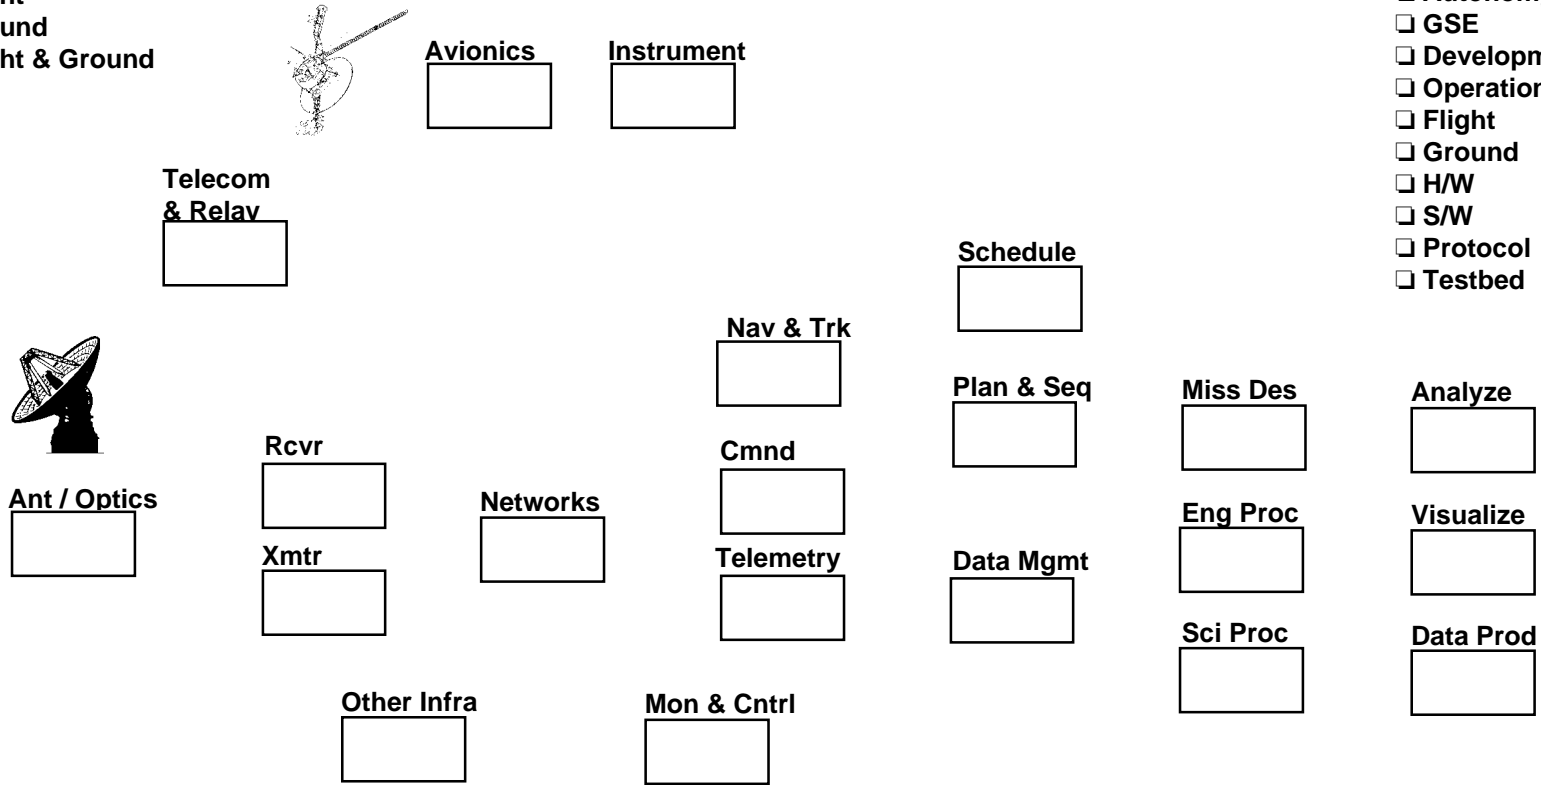 und
ht & Ground
Avionics
Instrument
❏ GSE
❏ Developm
❏ Operation
❏ Flight
❏ Ground
❏ H/W
❏ S/W
❏ Protocol
❏ Testbed
Telecom
& Relay
Schedule
Nav & Trk
Plan & Seq
Miss Des
Analyze
Rcvr
Cmnd
Ant / Optics
Networks
Eng Proc
Visualize
Xmtr
Telemetry
Data Mgmt
Sci Proc
Data Prod
Other Infra
Mon & Cntrl